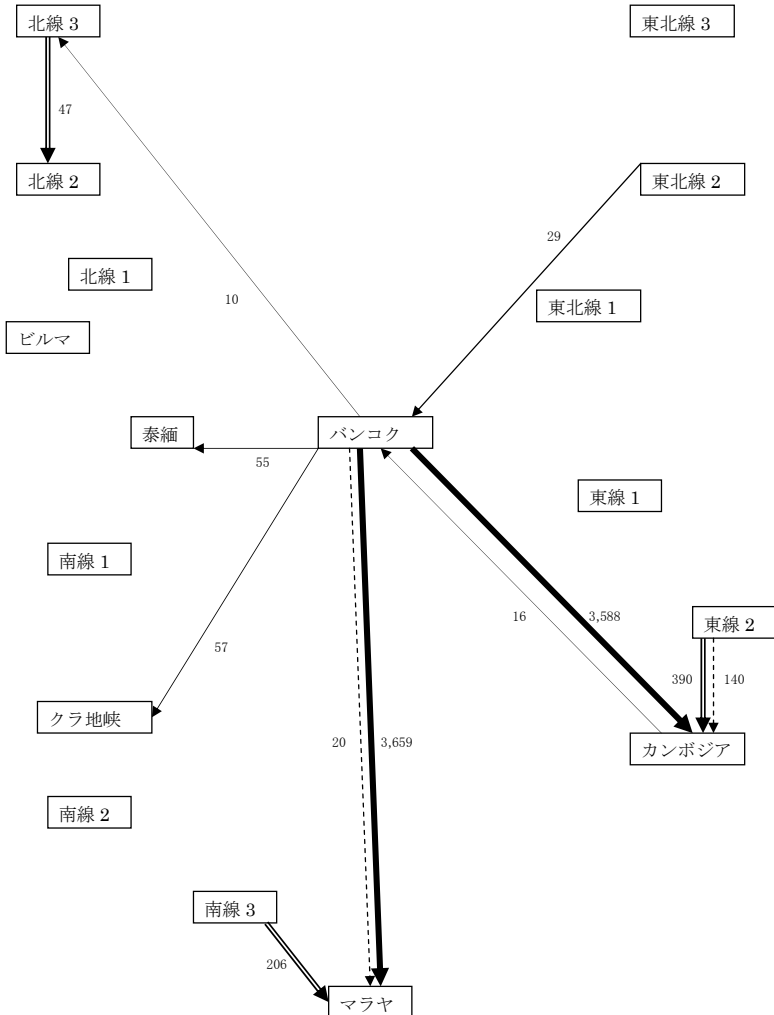 北線 3
東北線 3
47
北線 2
東北線 2
29
北線 1
10
東北線 1
ビルマ
泰緬
バンコク
55
東線 1
南線 1
16
3,588
東線 2
57
390
140
クラ地峡
20
3,659
カンボジア
南線 2
南線 3
206
マラヤ